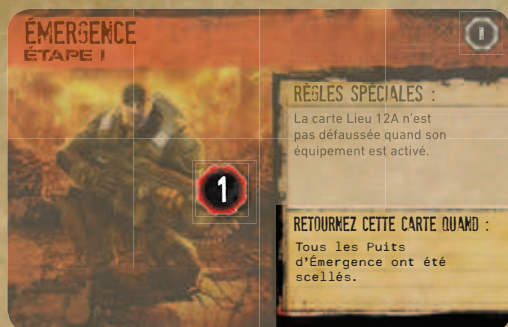 ÉMERGENCE
ÉTAPE I
I
RÈGLES SPÉCIALES :
La carte Lieu 12A n'est
pas défaussée quand son
équipement est activé.
1
RETOURNEZ CETTE CARTE QUAND :
Tous les Puits
d'Émergence ont été
scellés.